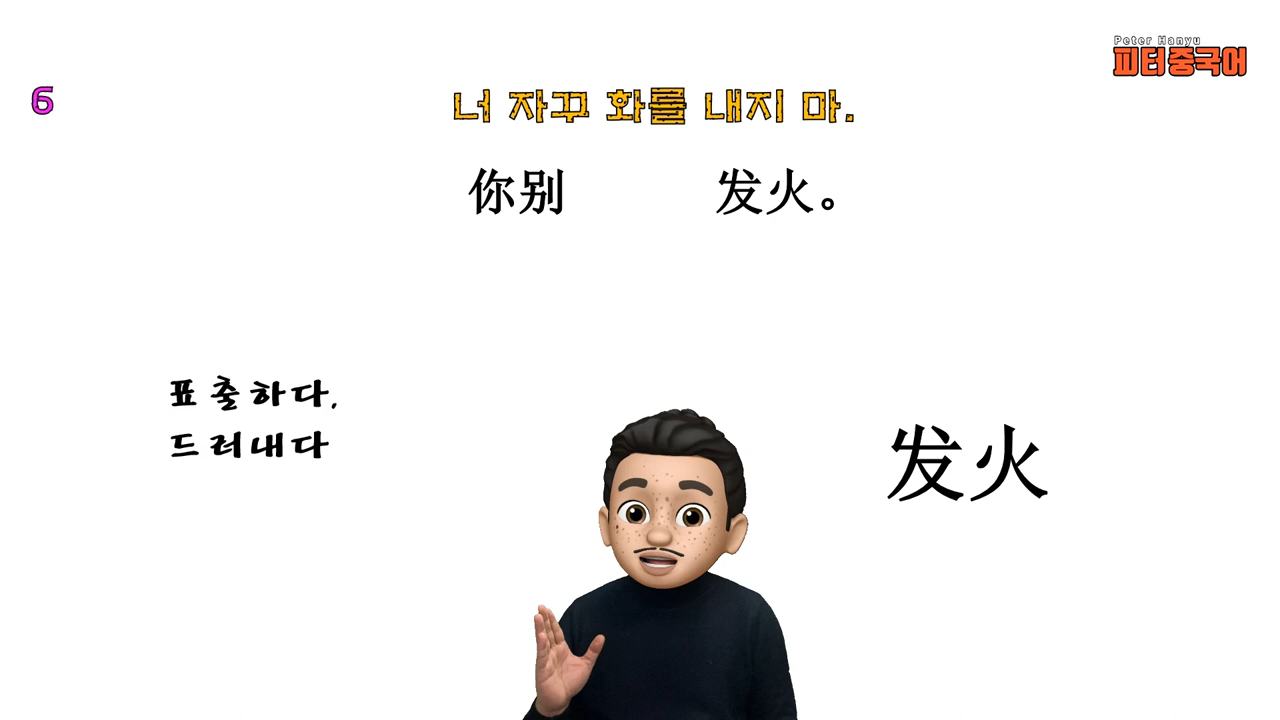 Peter Hanyu
피터중국어
6
너 자꾸 화를 내지 마.
你别 发火。
표출하다,
드러내다
发火